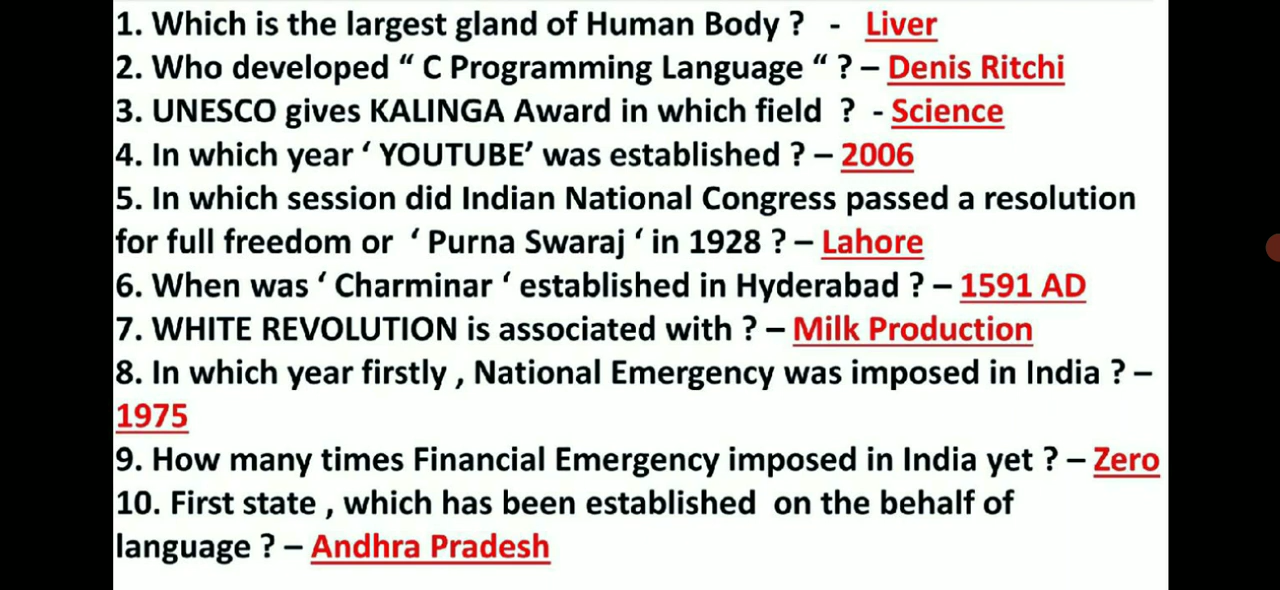 1. Which is the largest gland of Human Body ? - Liver
2. Who developed “ C Programming Language “ ? – Denis Ritchi
3. UNESCO gives KALINGA Award in which field ? - Science
4. In which year ‘ YOUTUBE’ was established ? – 2006
5. In which session did Indian National Congress passed a resolution
for full freedom or ‘ Purna Swaraj ‘ in 1928 ? – Lahore
6. When was ‘ Charminar ‘ established in Hyderabad ? – 1591 AD
7. WHITE REVOLUTION is associated with ? – Milk Production
8. In which year firstly , National Emergency was imposed in India ? –
1975
9. How many times Financial Emergency imposed in India yet ? – Zero
10. First state , which has been established on the behalf of
language ? – Andhra Pradesh